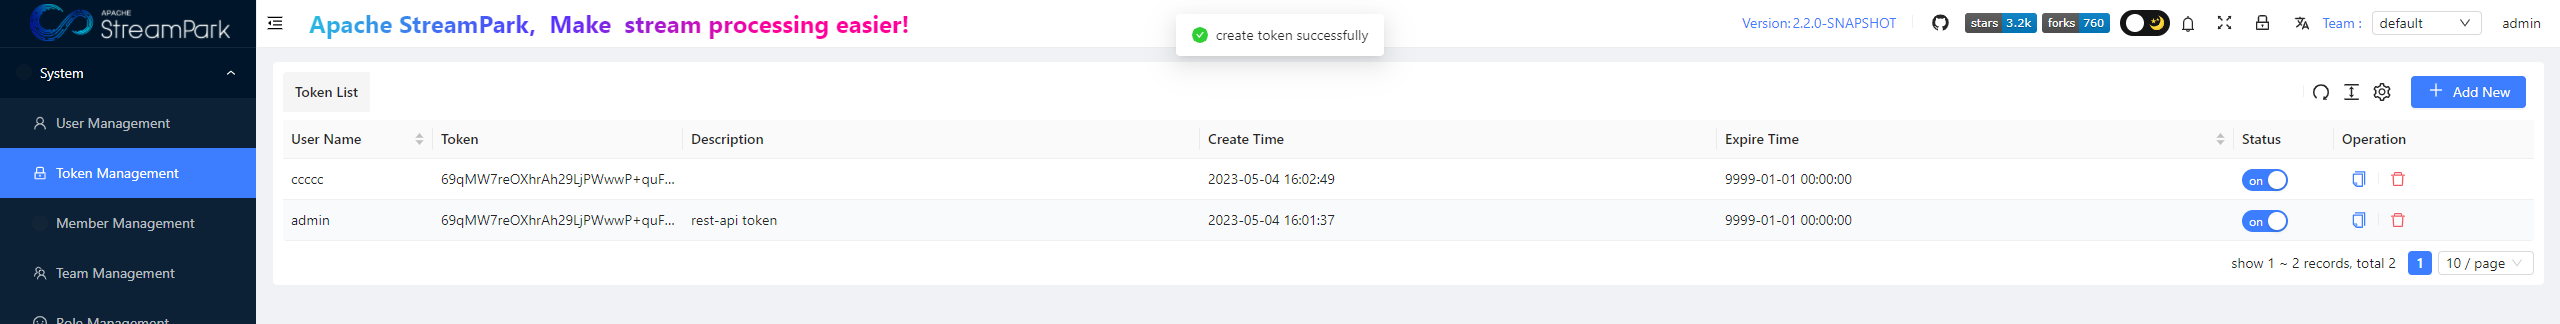 APACHE
StreamPark
Apache StreamPark, Make stream processing easier!
create token successfully
Version: 2.2.0-SNAPSHOT
stars 3.2k
forks 760
Team :
default
admin
System
User Management
Token Management
Member Management
Team Management
Role Management
Token List
Add New
User Name Token Description Create Time Expire Time Status Operation
ccccc 69qMW7reOXhrAh29LjPWwwP+quF... 2023-05-04 16:02:49 9999-01-01 00:00:00 on
admin 69qMW7reOXhrAh29LjPWwwP+quF... rest-api token 2023-05-04 16:01:37 9999-01-01 00:00:00 on
show 1 ~ 2 records, total 2 1 10 / page